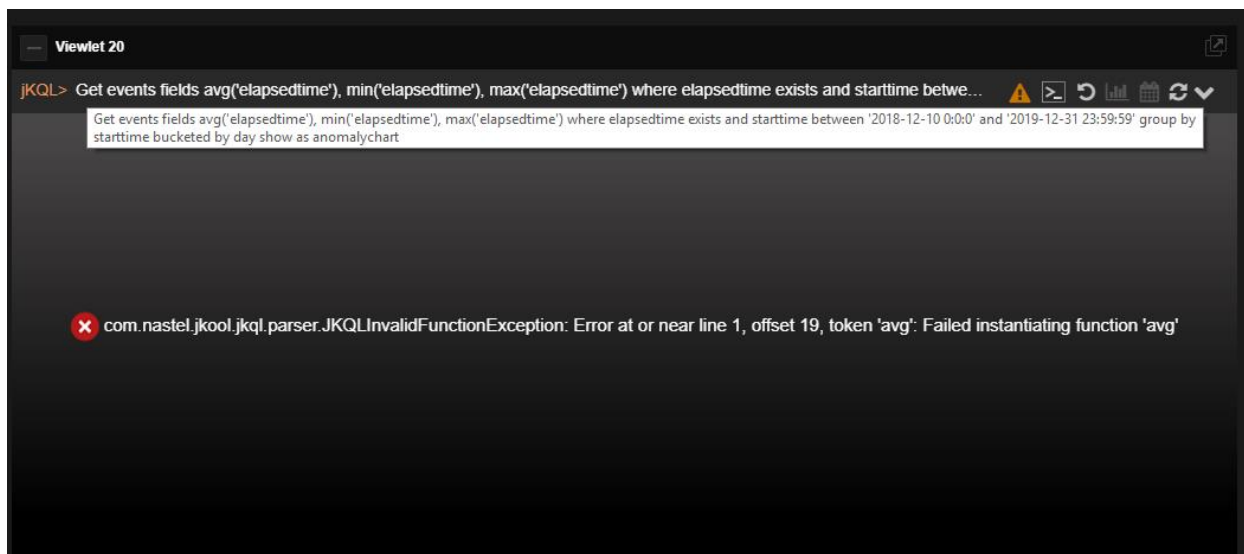 Viewlet 20
jKQL> Get events fields avg('elapsedtime'), min('elapsedtime'), max('elapsedtime') where elapsedtime exists and starttime betwe...
Get events fields avg('elapsedtime'), min('elapsedtime'), max('elapsedtime') where elapsedtime exists and starttime between '2018-12-10 0:0:0' and '2019-12-31 23:59:59' group by
starttime bucketed by day show as anomalychart
com.nastel.jkool.jkql.parser.JKQLInvalidFunctionException: Error at or near line 1, offset 19, token 'avg': Failed instantiating function 'avg'